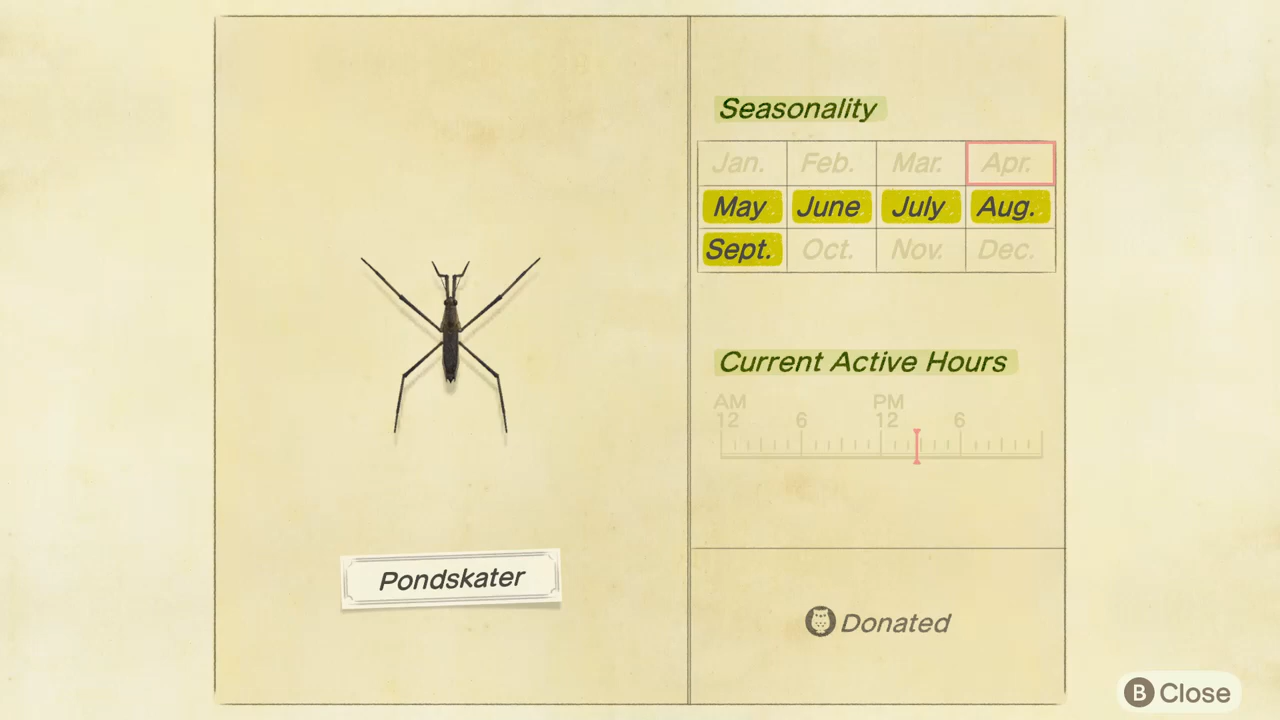 Seasonality
Jan. Feb. Mar. Apr.
May June July Aug.
Sept. Oct. Nov. Dec.
Current Active Hours
AM PM
12 6 12 6
Pondskater
Donated
B Close